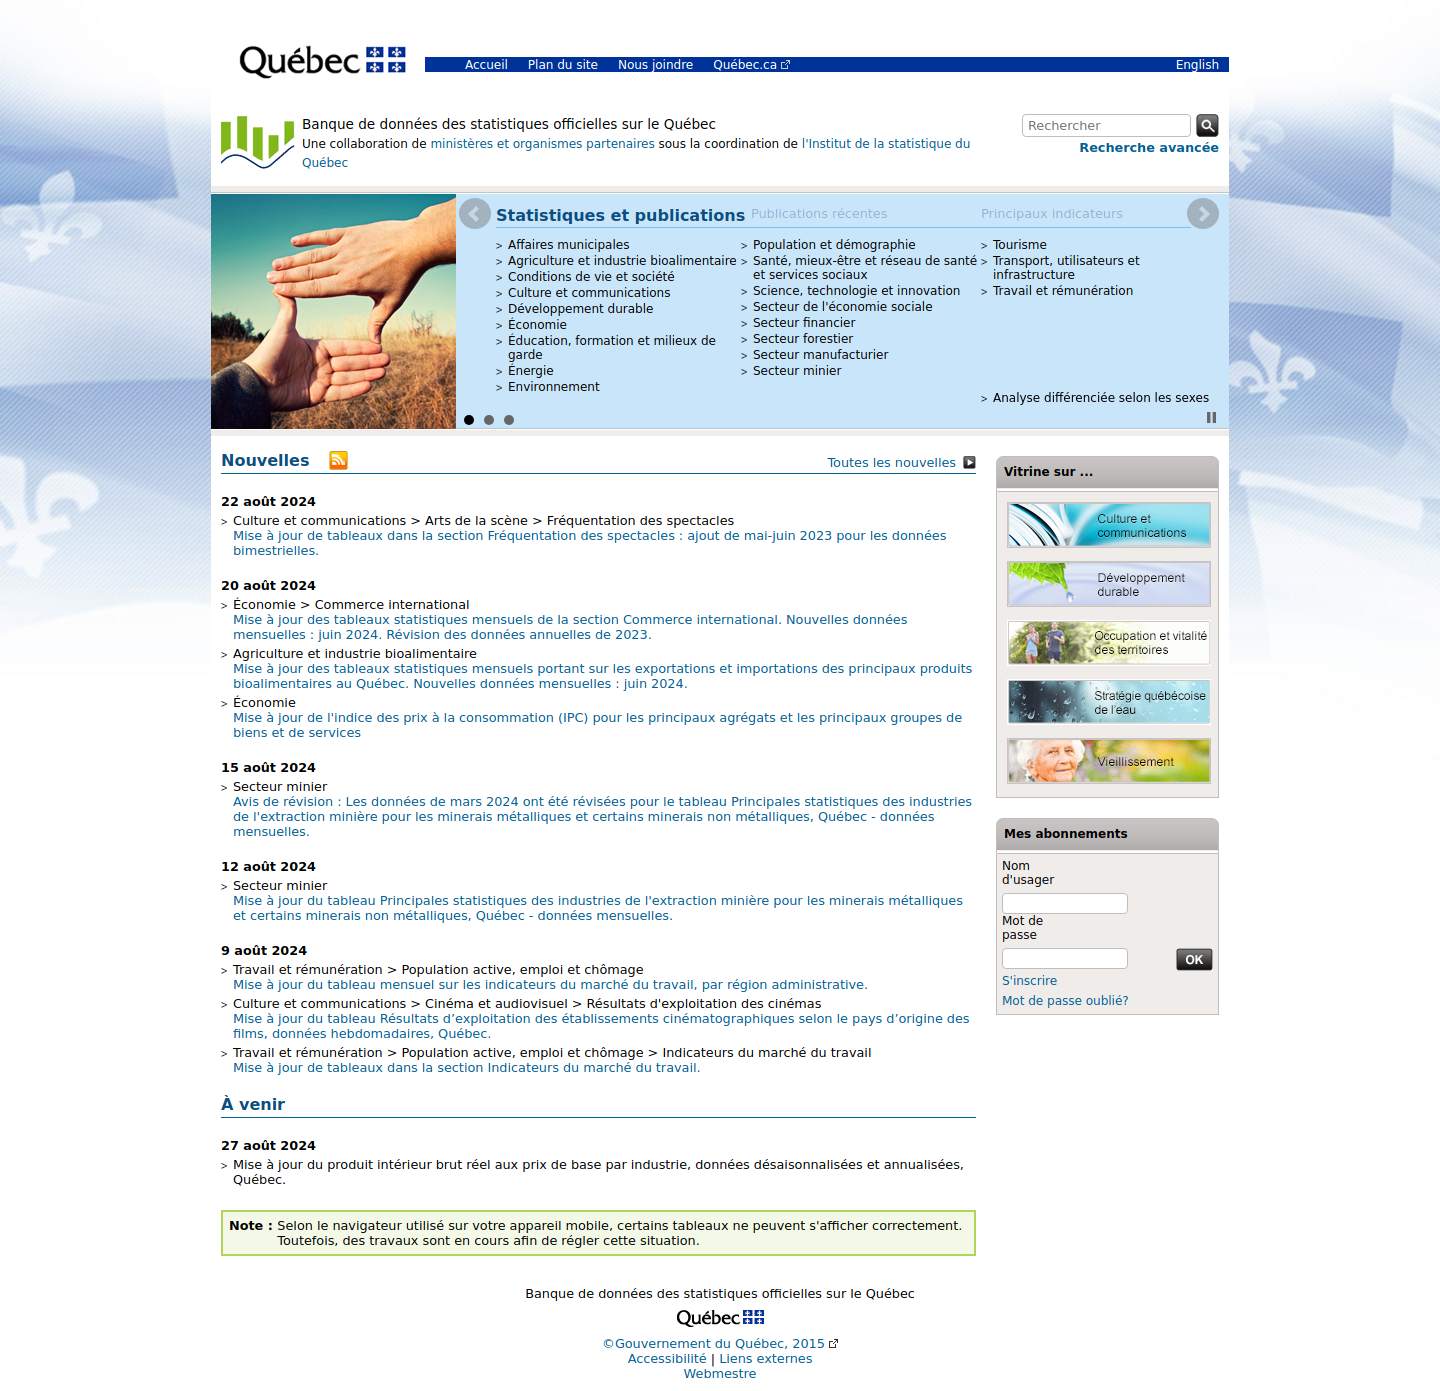 Québec
Accueil Plan du site Nous joindre Québec.ca English
Banque de données des statistiques officielles sur le Québec
Une collaboration de ministères et organismes partenaires sous la coordination de l'Institut de la statistique du
Québec
Rechercher
Recherche avancée
Statistiques et publications Publications récentes Principaux indicateurs
> Affaires municipales
> Agriculture et industrie bioalimentaire
> Conditions de vie et société
> Culture et communications
> Développement durable
> Économie
> Éducation, formation et milieux de
garde
> Énergie
> Environnement
> Population et démographie
> Santé, mieux-être et réseau de santé
et services sociaux
> Science, technologie et innovation
> Secteur de l'économie sociale
> Secteur financier
> Secteur forestier
> Secteur manufacturier
> Secteur minier
> Tourisme
> Transport, utilisateurs et
infrastructure
> Travail et rémunération
> Analyse différenciée selon les sexes
Nouvelles
Toutes les nouvelles
22 août 2024
> Culture et communications > Arts de la scène > Fréquentation des spectacles
Mise à jour de tableaux dans la section Fréquentation des spectacles : ajout de mai-juin 2023 pour les données
bimestrielles.
20 août 2024
> Économie > Commerce international
Mise à jour des tableaux statistiques mensuels de la section Commerce international. Nouvelles données
mensuelles : juin 2024. Révision des données annuelles de 2023.
> Agriculture et industrie bioalimentaire
Mise à jour des tableaux statistiques mensuels portant sur les exportations et importations des principaux produits
bioalimentaires au Québec. Nouvelles données mensuelles : juin 2024.
> Économie
Mise à jour de l'indice des prix à la consommation (IPC) pour les principaux agrégats et les principaux groupes de
biens et de services
15 août 2024
> Secteur minier
Avis de révision : Les données de mars 2024 ont été révisées pour le tableau Principales statistiques des industries
de l'extraction minière pour les minerais métalliques et certains minerais non métalliques, Québec - données
mensuelles.
12 août 2024
> Secteur minier
Mise à jour du tableau Principales statistiques des industries de l'extraction minière pour les minerais métalliques
et certains minerais non métalliques, Québec - données mensuelles.
9 août 2024
> Travail et rémunération > Population active, emploi et chômage
Mise à jour du tableau mensuel sur les indicateurs du marché du travail, par région administrative.
> Culture et communications > Cinéma et audiovisuel > Résultats d'exploitation des cinémas
Mise à jour du tableau Résultats d’exploitation des établissements cinématographiques selon le pays d’origine des
films, données hebdomadaires, Québec.
> Travail et rémunération > Population active, emploi et chômage > Indicateurs du marché du travail
Mise à jour de tableaux dans la section Indicateurs du marché du travail.
À venir
27 août 2024
> Mise à jour du produit intérieur brut réel aux prix de base par industrie, données désaisonnalisées et annualisées,
Québec.
Note : Selon le navigateur utilisé sur votre appareil mobile, certains tableaux ne peuvent s'afficher correctement.
Toutefois, des travaux sont en cours afin de régler cette situation.
Vitrine sur ...
Culture et
communications
Développement
durable
Occupation et vitalité
des territoires
Stratégie québécoise
de l'eau
Vieillissement
Mes abonnements
Nom
d'usager
Mot de
passe
OK
S'inscrire
Mot de passe oublié?
Banque de données des statistiques officielles sur le Québec
Québec
©Gouvernement du Québec, 2015
Accessibilité | Liens externes
Webmestre